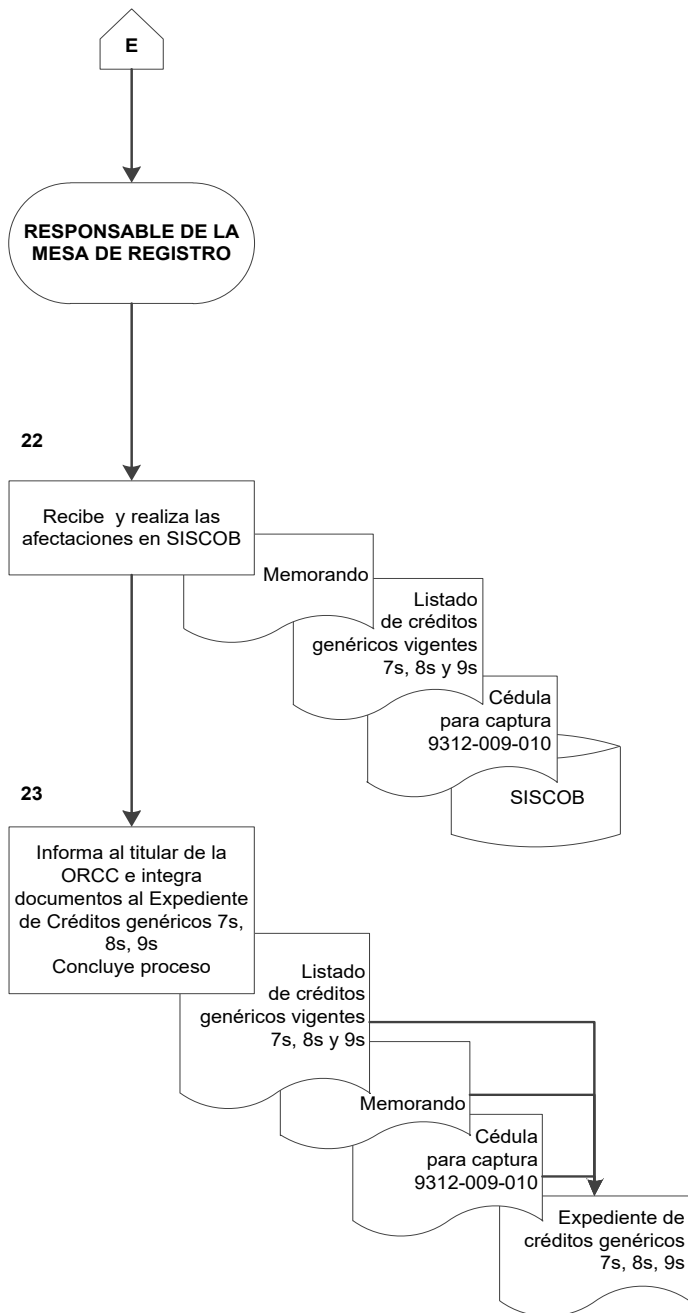 E
RESPONSABLE DE LA
MESA DE REGISTRO
22
Recibe y realiza las
afectaciones en SISCOB
Memorando
Listado
de créditos
genéricos vigentes
7s, 8s y 9s
Cédula
para captura
9312-009-010
SISCOB
23
Informa al titular de la
ORCC e integra
documentos al Expediente
de Créditos genéricos 7s,
8s, 9s
Concluye proceso
Listado
de créditos
genéricos vigentes
7s, 8s y 9s
Memorando
Cédula
para captura
9312-009-010
Expediente de
créditos genéricos
7s, 8s, 9s